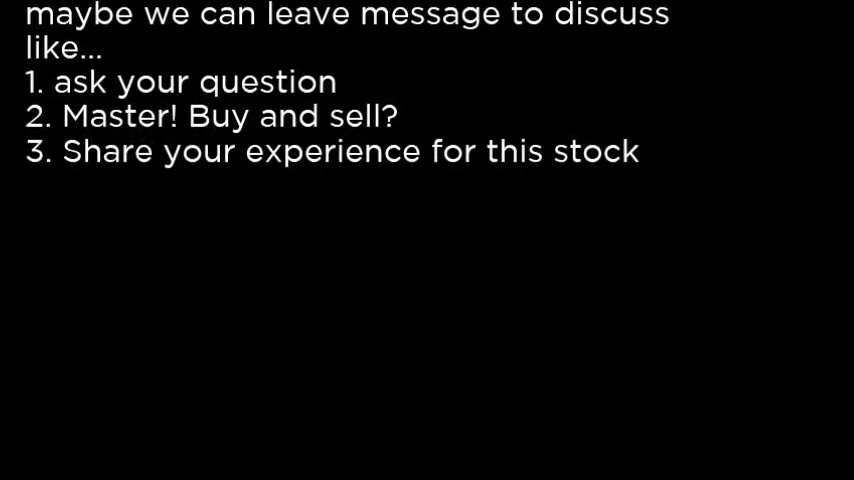 maybe we can leave message to discuss
like...
1. ask your question
2. Master! Buy and sell?
3. Share your experience for this stock